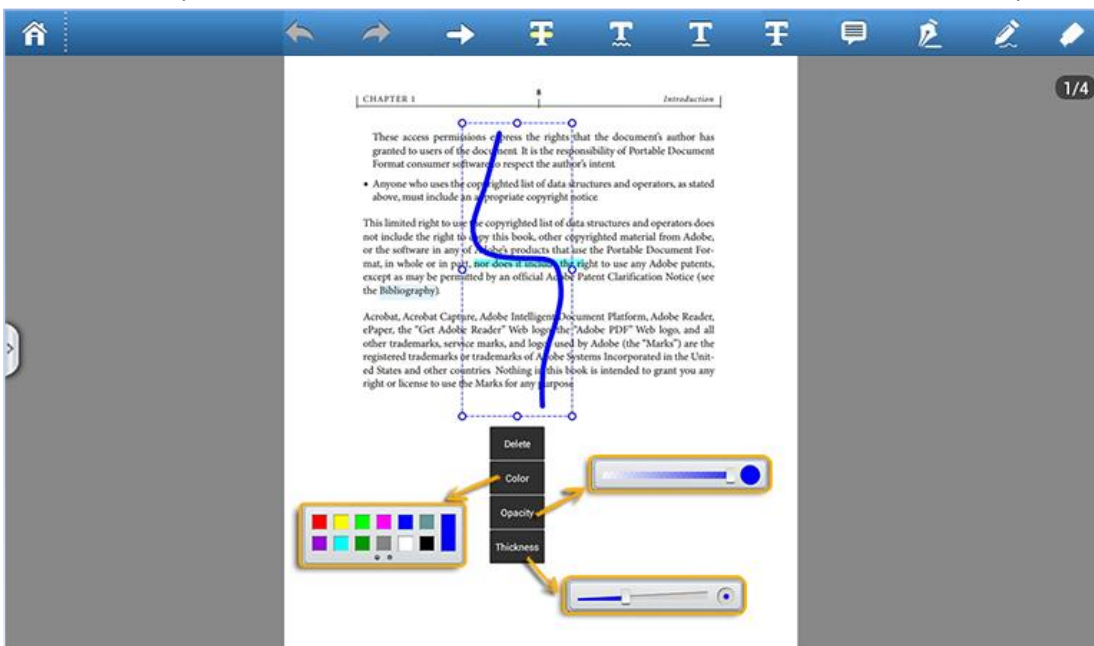 1/4
CHAPTER 1
8
Introduction
These access permissions express the rights that the document's author has
granted to users of the document It is the responsibility of Portable Document
Format consumer software to respect the author's intent
• Anyone who uses the copyrighted list of data structures and operators, as stated
above, must include an appropriate copyright notice
This limited right to use the copyrighted list of data structures and operators does
not include the right to copy this book, other copyrighted material from Adobe,
or the software in any of Adobe's products that use the Portable Document For-
mat, in whole or in part, nor does it include the right to use any Adobe patents,
except as may be permitted by an official Adobe Patent Clarification Notice (see
the Bibliography)
Acrobat, Acrobat Capture, Adobe Intelligent Document Platform, Adobe Reader,
ePaper, the "Get Adobe Reader" Web logo, the "Adobe PDF" Web logo, and all
other trademarks, service marks, and logos used by Adobe (the "Marks") are the
registered trademarks or trademarks of Adobe Systems Incorporated in the Unit-
ed States and other countries Nothing in this book is intended to grant you any
right or license to use the Marks for any purpose
Delete
Color
Opacity
Thickness